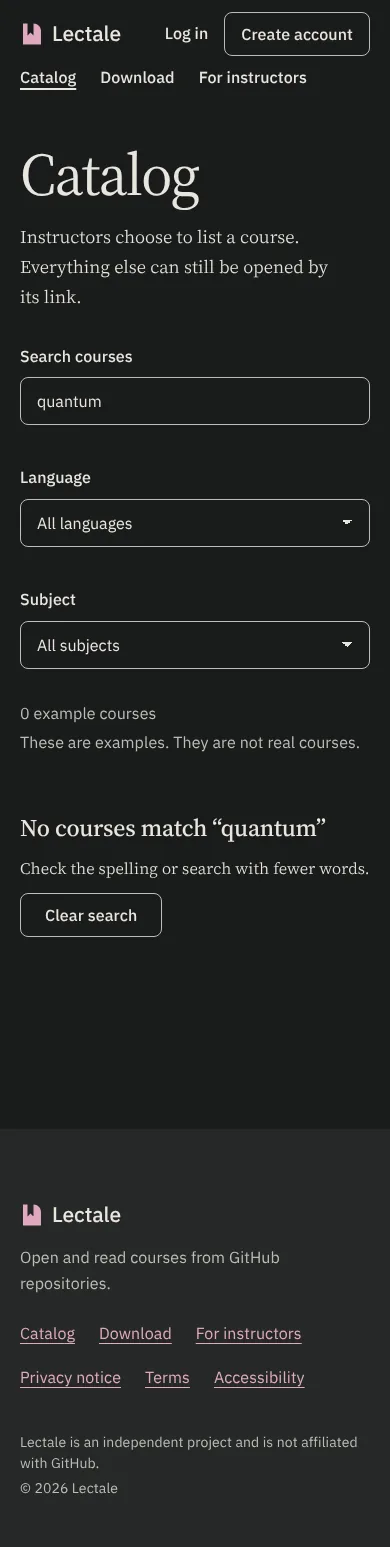 Lectale
Log in
Create account
Catalog
Download
For instructors
Catalog
Instructors choose to list a course.
Everything else can still be opened by
its link.
Search courses
quantum
Language
All languages
Subject
All subjects
0 example courses
These are examples. They are not real courses.
No courses match “quantum”
Check the spelling or search with fewer words.
Clear search
Lectale
Open and read courses from GitHub
repositories.
Catalog
Download
For instructors
Privacy notice
Terms
Accessibility
Lectale is an independent project and is not affiliated
with GitHub.
© 2026 Lectale